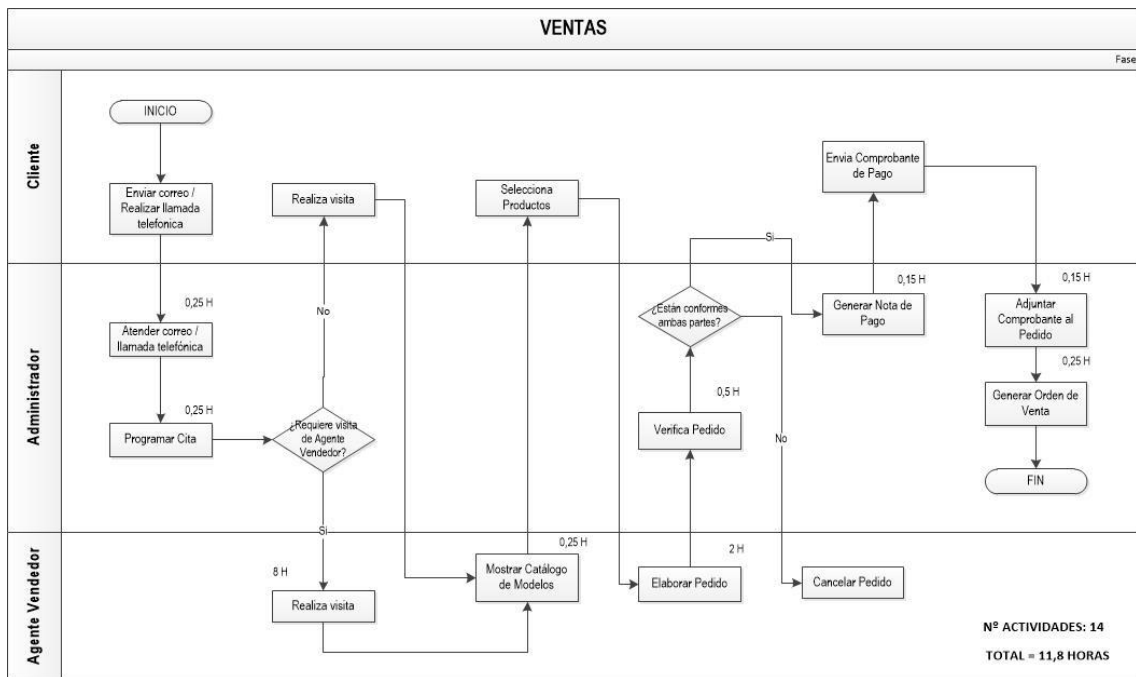 VENTAS
Fase
Cliente
INICIO
Enviar correo /
Realizar llamada
telefonica
Realiza visita
Selecciona
Productos
Envia Comprobante
de Pago
Si
Administrador
0,25 H
Atender correo /
llamada telefónica
0,25 H
Programar Cita
No
¿Requiere visita
de Agente
Vendedor?
Si
¿Están conformes
ambas partes?
0,5 H
Verifica Pedido
No
0,15 H
Generar Nota de
Pago
0,15 H
Adjuntar
Comprobante al
Pedido
0,25 H
Generar Orden de
Venta
FIN
Agente Vendedor
8 H
Realiza visita
0,25 H
Mostrar Catálogo
de Modelos
2 H
Elaborar Pedido
Cancelar Pedido
Nº ACTIVIDADES: 14
TOTAL = 11,8 HORAS